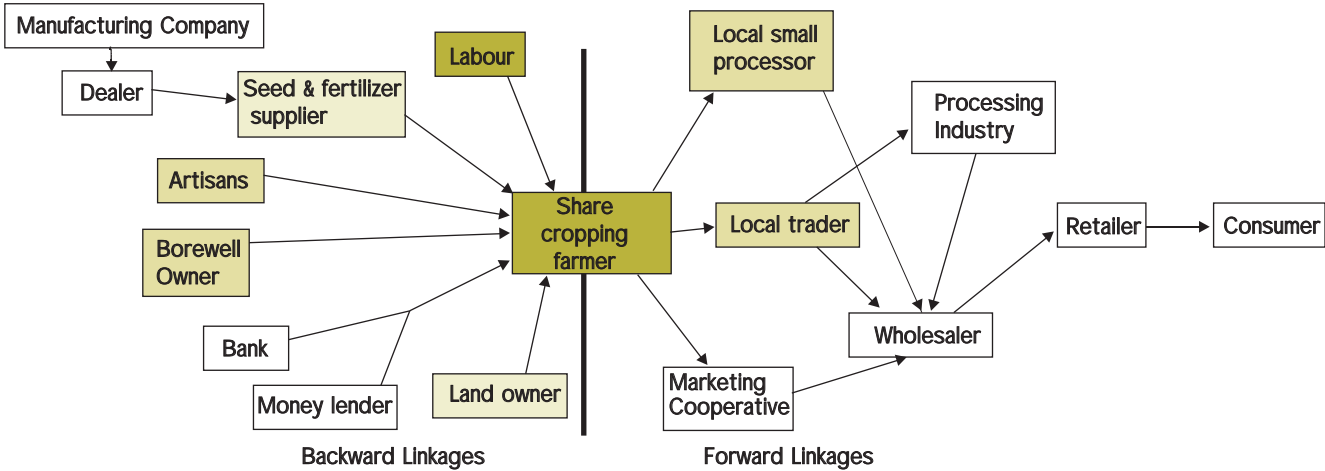 Manufacturing Company
Dealer
Seed & fertilizer
supplier
Labour
Artisans
Borewell
Owner
Bank
Money lender
Land owner
Share
cropping
farmer
Local small
processor
Local trader
Marketing
Cooperative
Processing
Industry
Wholesaler
Retailer
Consumer
Backward Linkages
Forward Linkages